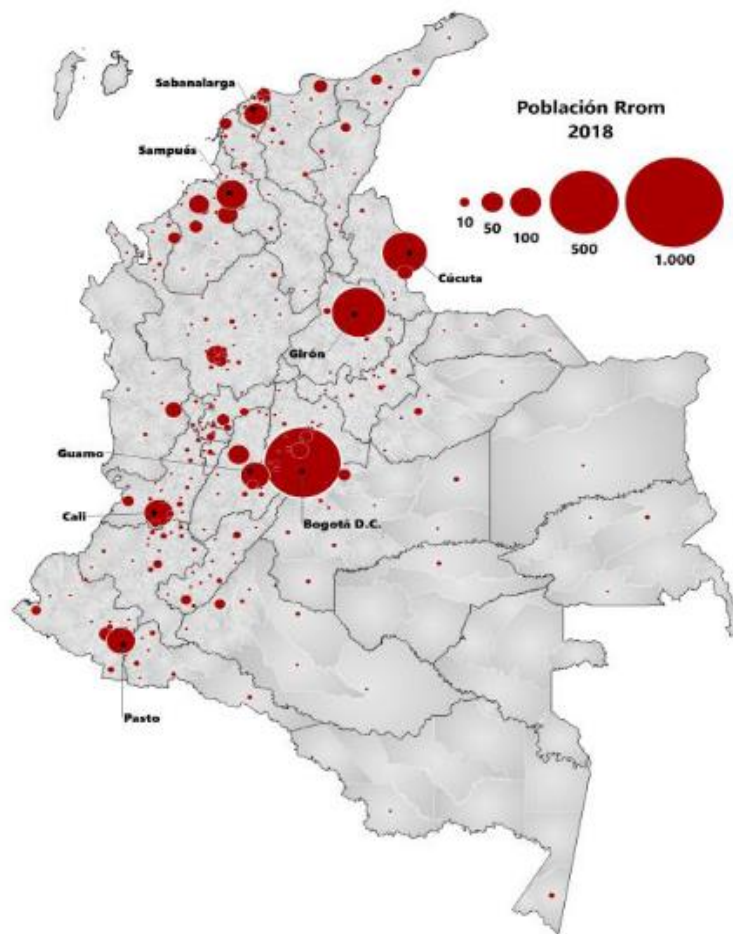 Sabanalarga
Población Rrom
2018
Sampués
10
50
100
500
1.000
Cúcuta
Girón
Guamo
Cali
Bogotá D.C.
Pasto